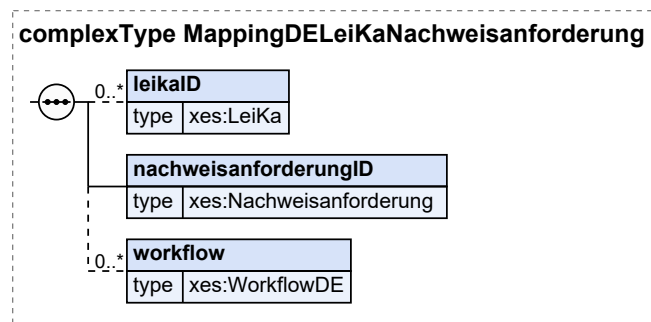 complexType MappingDELeiKaNachweisanforderung
0..* leikaID
type xes:LeiKa
nachweisanforderungID
type xes:Nachweisanforderung
0..* workflow
type xes:WorkflowDE